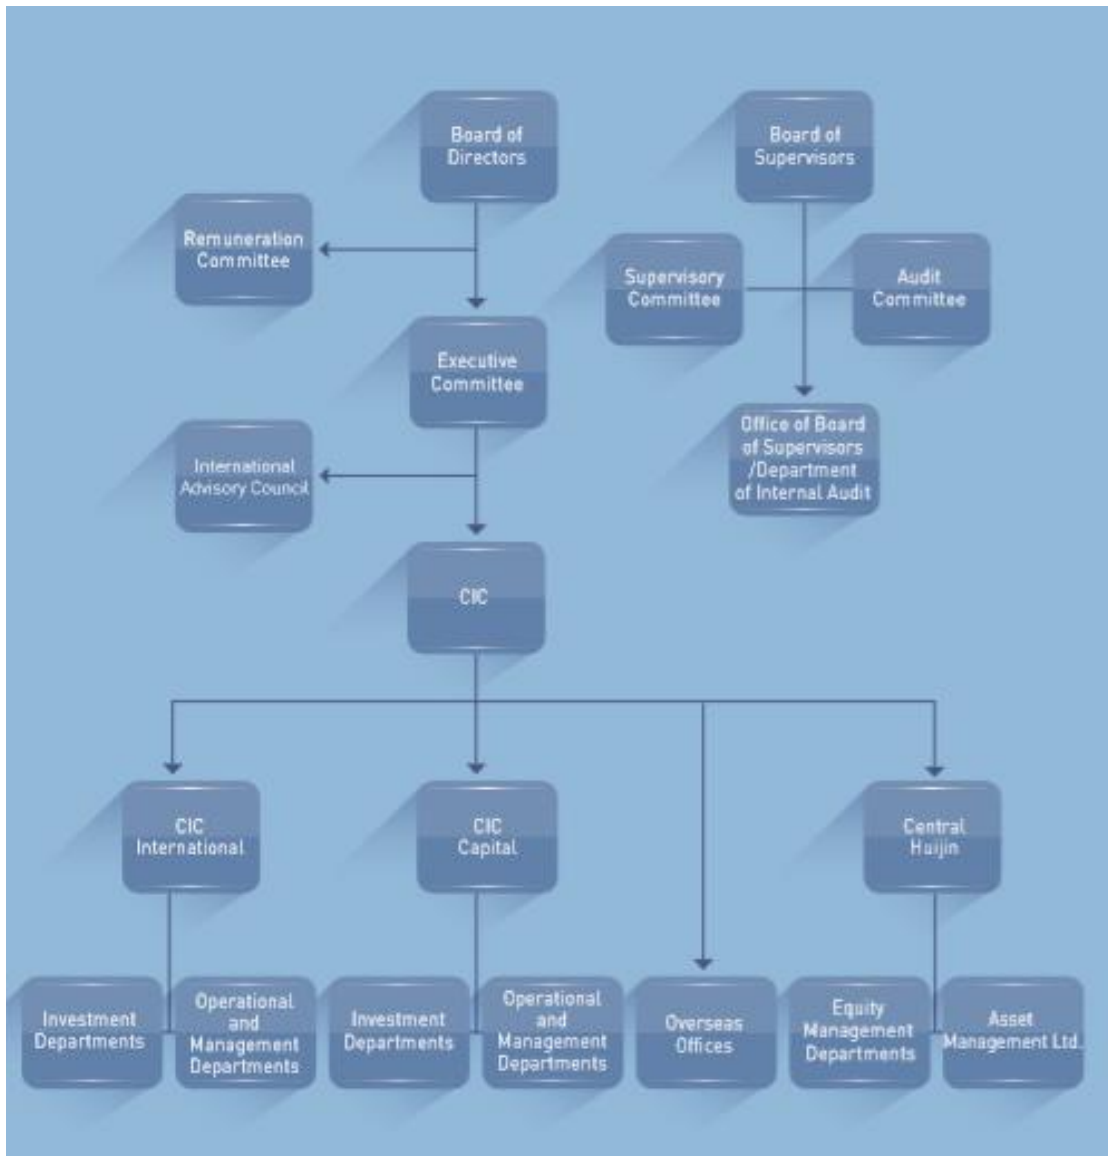 Board of
Directors
Board of
Supervisors
Remuneration
Committee
Supervisory
Committee
Audit
Committee
Executive
Committee
Office of Board
of Supervisors
/Department
of Internal Audit
International
Advisory Council
CIC
CIC
International
CIC
Capital
Central
Huijin
Investment
Departments
Operational
and
Management
Departments
Investment
Departments
Operational
and
Management
Departments
Overseas
Offices
Equity
Management
Departments
Asset
Management Ltd.